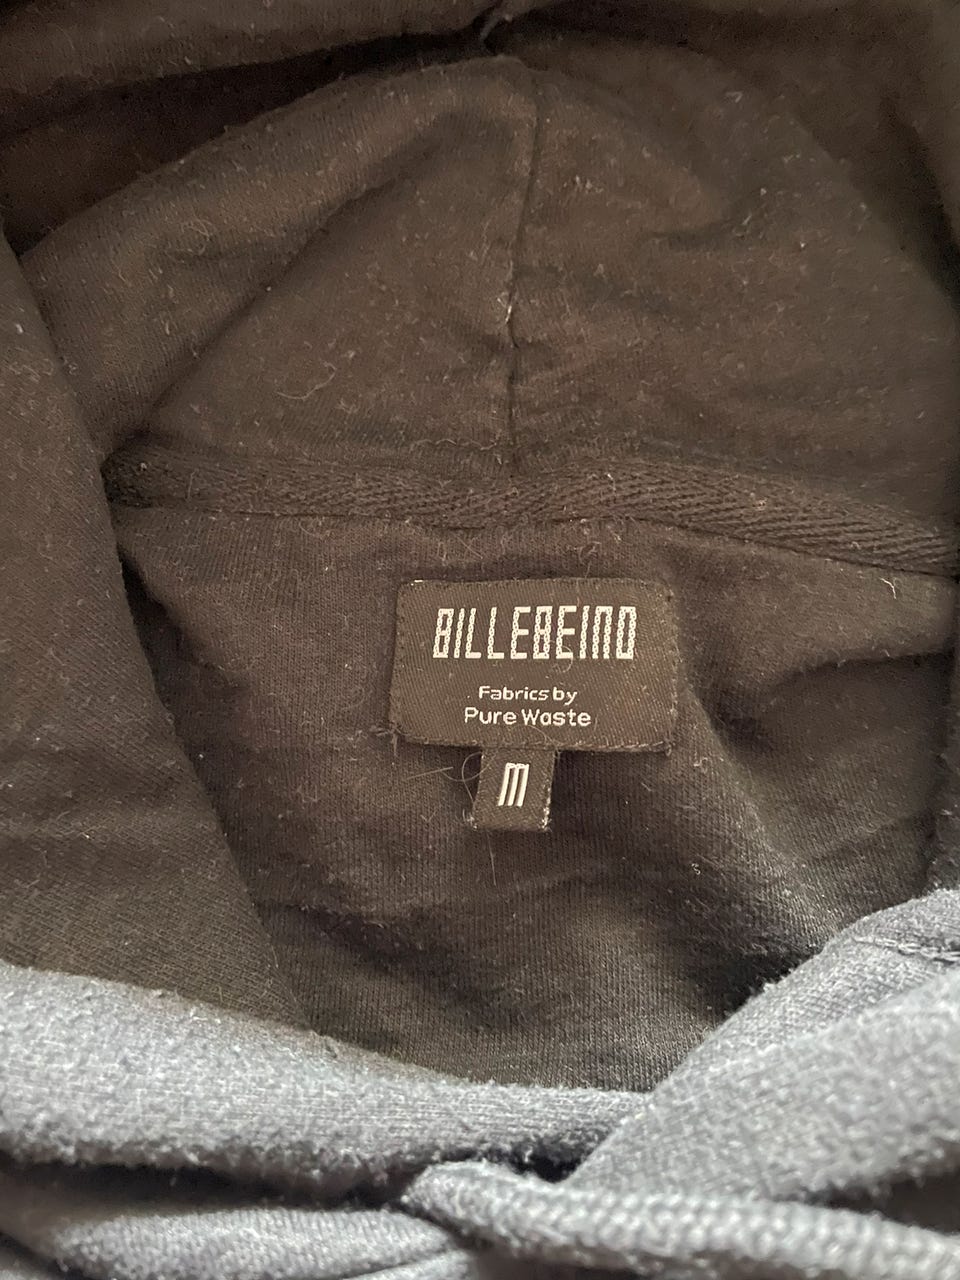 BILLEBEINO
Fabrics by
Pure Waste
M